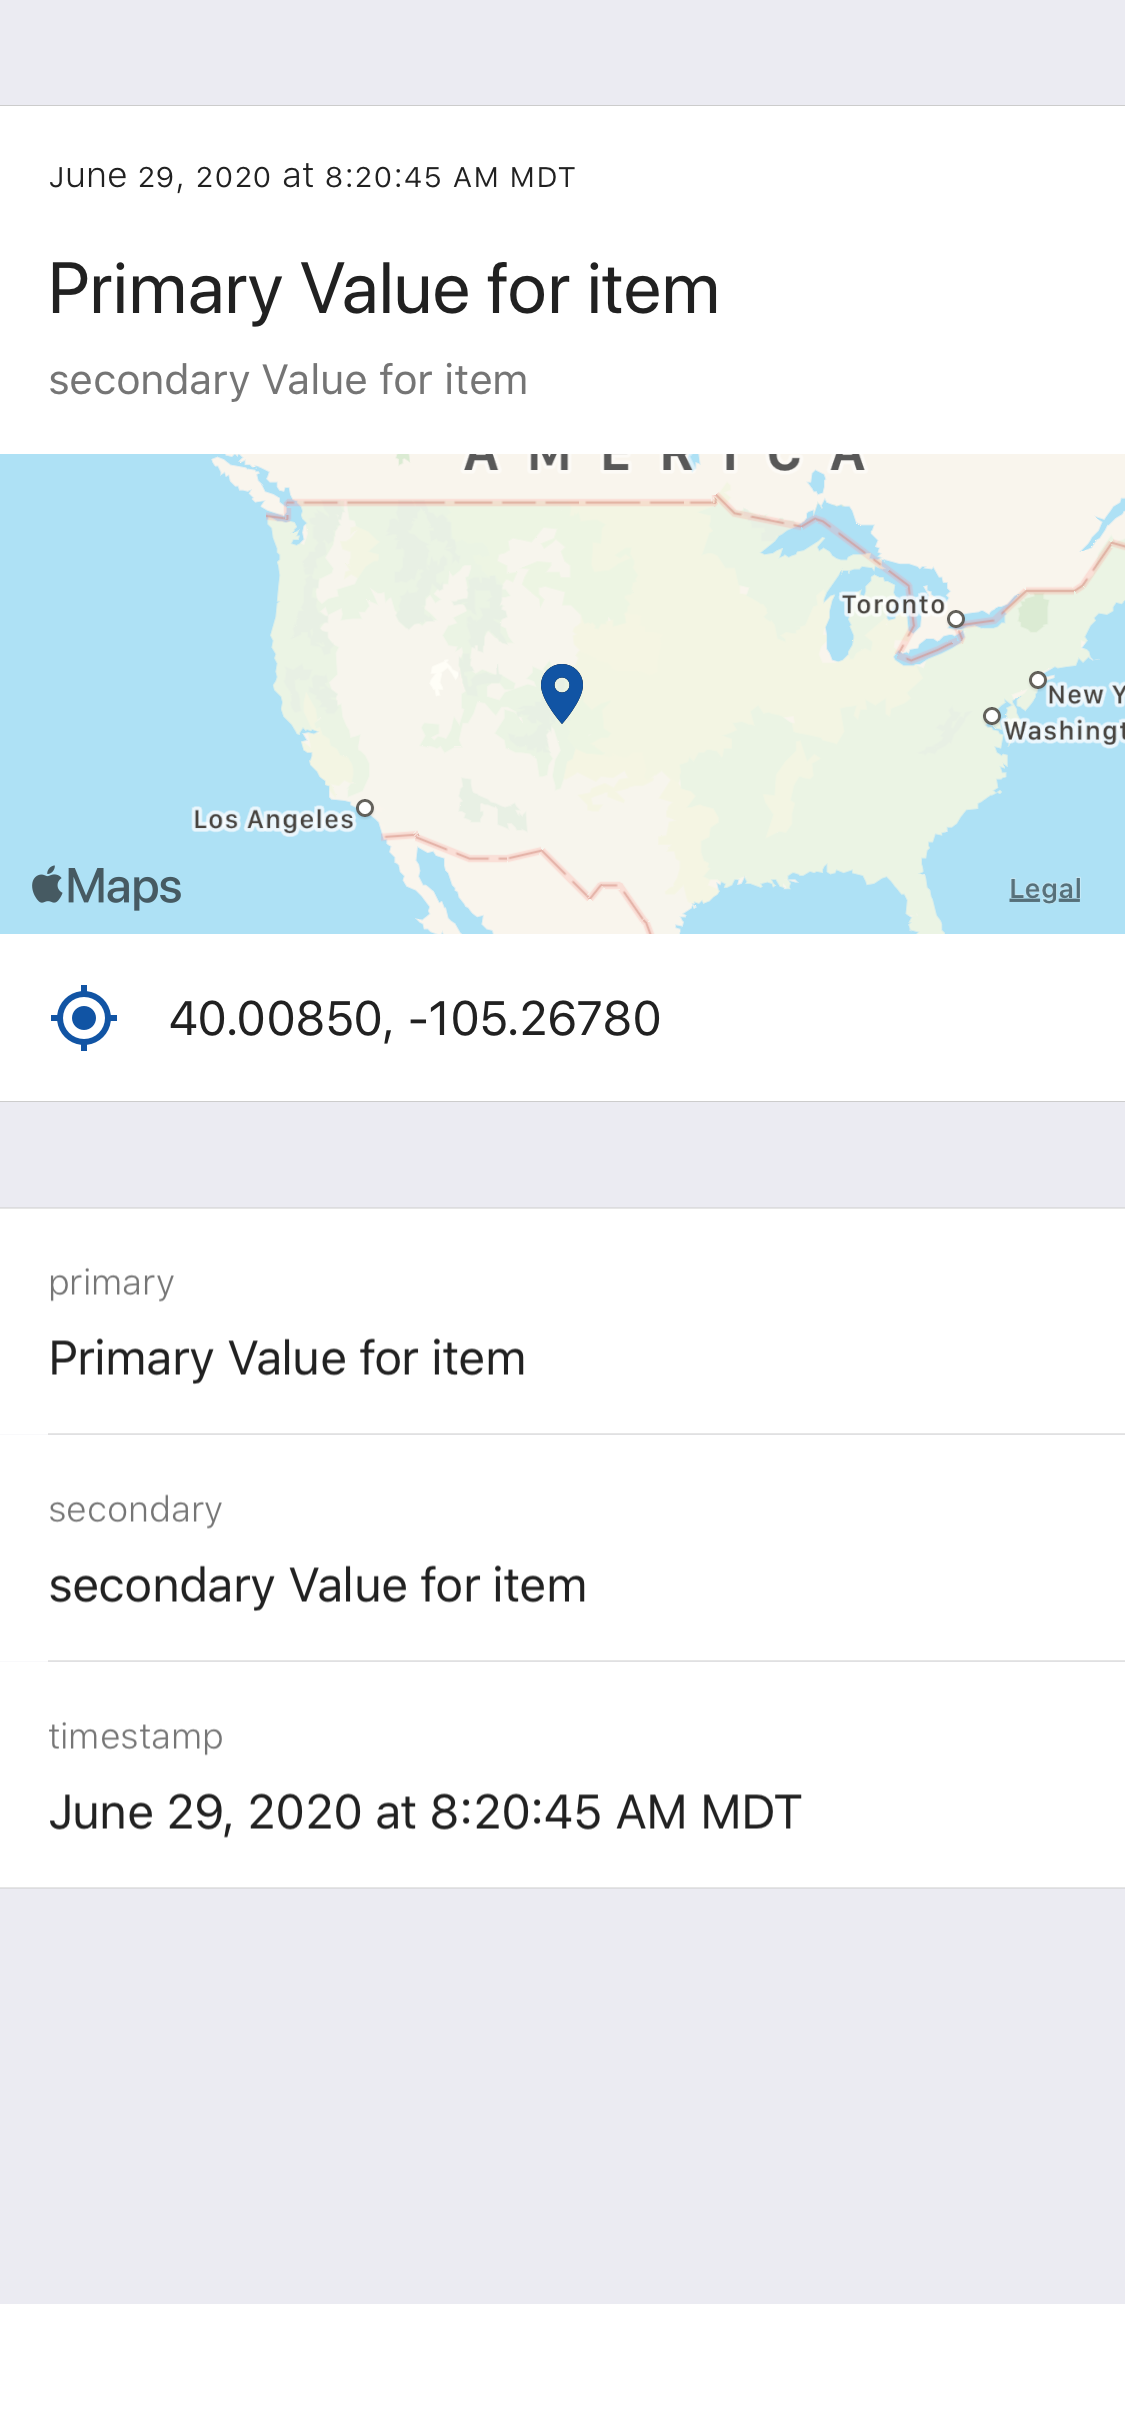 June 29, 2020 at 8:20:45 AM MDT
Primary Value for item
secondary Value for item
AMERICA
Toronto
New Y
Washingt
Los Angeles
Maps
Legal
40.00850, -105.26780
primary
Primary Value for item
secondary
secondary Value for item
timestamp
June 29, 2020 at 8:20:45 AM MDT